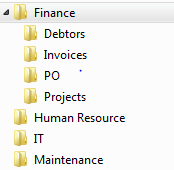 Finance
Debtors
Invoices
PO
Projects
Human Resource
IT
Maintenance